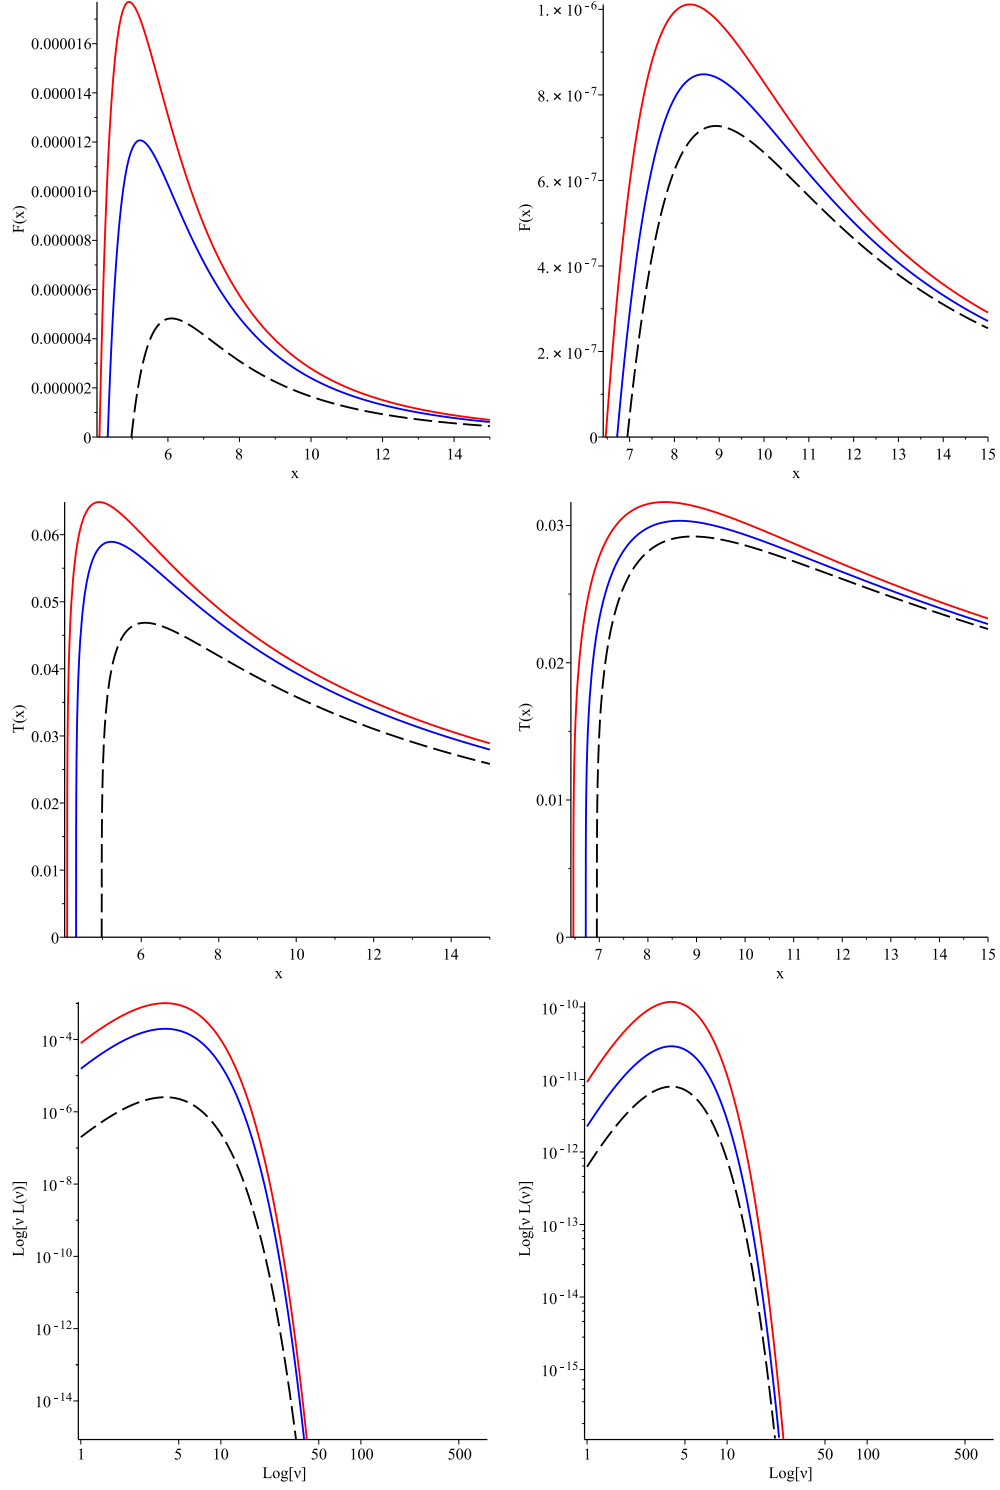 0.000016
0.000014
0.000012
0.000010
0.000008
0.000006
0.000004
0.000002
0
F(x)
6 8 10 12 14
x
1. × 10⁻⁶
8. × 10⁻⁷
6. × 10⁻⁷
4. × 10⁻⁷
2. × 10⁻⁷
0
F(x)
7 8 9 10 11 12 13 14 15
x
0.06
0.05
0.04
0.03
0.02
0.01
0
T(x)
6 8 10 12 14
x
0.03
0.02
0.01
0
T(x)
7 8 9 10 11 12 13 14 15
x
10⁻⁴
10⁻⁶
10⁻⁸
10⁻¹⁰
10⁻¹²
10⁻¹⁴
Log[ν L(ν)]
1 5 10 50 100 500
Log[ν]
10⁻¹⁰
10⁻¹¹
10⁻¹²
10⁻¹³
10⁻¹⁴
10⁻¹⁵
Log[ν L(ν)]
1 5 10 50 100 500
Log[ν]